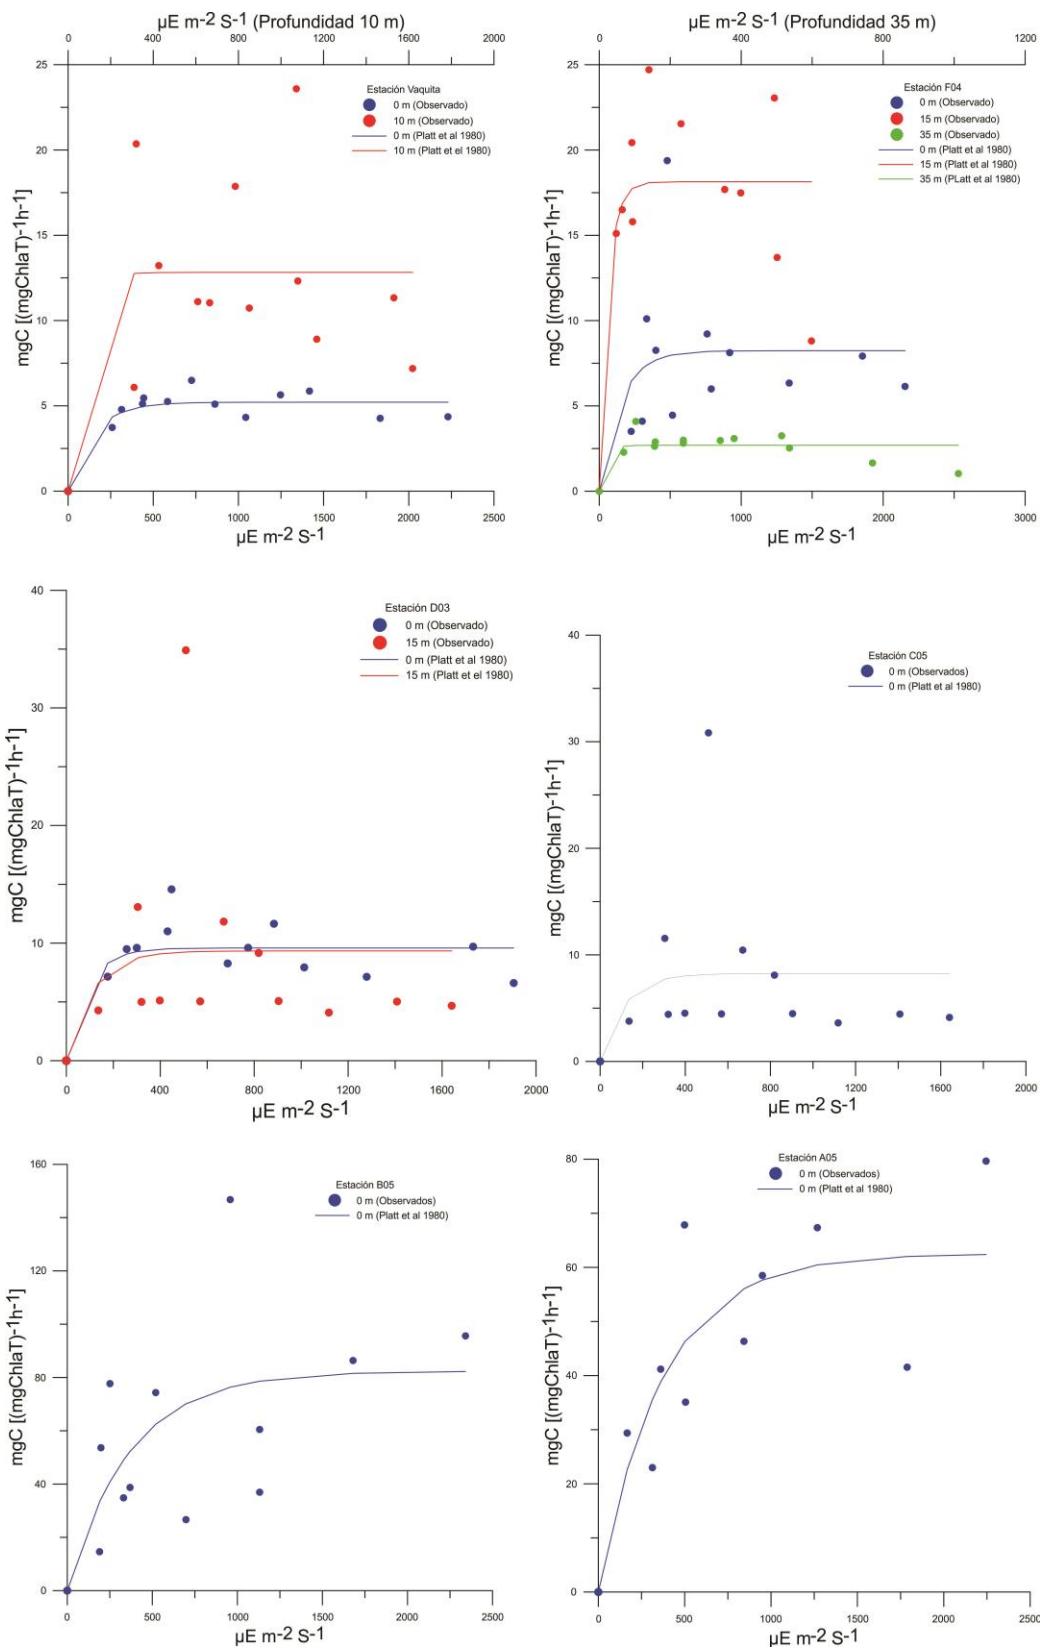 µE m-2 S-1 (Profundidad 10 m)
0 400 800 1200 1600 2000
25
20
15
10
5
0
mgC [(mgChlaT)-1h-1]
Estación Vaquita
0 m (Observado)
10 m (Observado)
0 m (Platt et al 1980)
10 m (Platt el 1980)
0 500 1000 1500 2000 2500
µE m-2 S-1
µE m-2 S-1 (Profundidad 35 m)
0 400 800 1200
25
20
15
10
5
0
mgC [(mgChlaT)-1h-1]
Estación F04
0 m (Observado)
15 m (Observado)
35 m (Observado)
0 m (Platt et al 1980)
15 m (Platt et al 1980)
35 m (PLatt et al 1980)
0 1000 2000 3000
µE m-2 S-1
40
30
20
10
0
mgC [(mgChlaT)-1h-1]
Estación D03
0 m (Observado)
15 m (Observado)
0 m (Platt et al 1980)
15 m (Platt et el 1980)
0 400 800 1200 1600 2000
µE m-2 S-1
40
30
20
10
0
mgC [(mgChlaT)-1h-1]
Estación C05
0 m (Observados)
0 m (Platt et al 1980)
0 400 800 1200 1600 2000
µE m-2 S-1
160
120
80
40
0
mgC [(mgChlaT)-1h-1]
Estación B05
0 m (Observados)
0 m (Platt et al 1980)
0 500 1000 1500 2000 2500
µE m-2 S-1
80
60
40
20
0
mgC [(mgChlaT)-1h-1]
Estación A05
0 m (Observados)
0 m (Platt et al 1980)
0 500 1000 1500 2000 2500
µE m-2 S-1